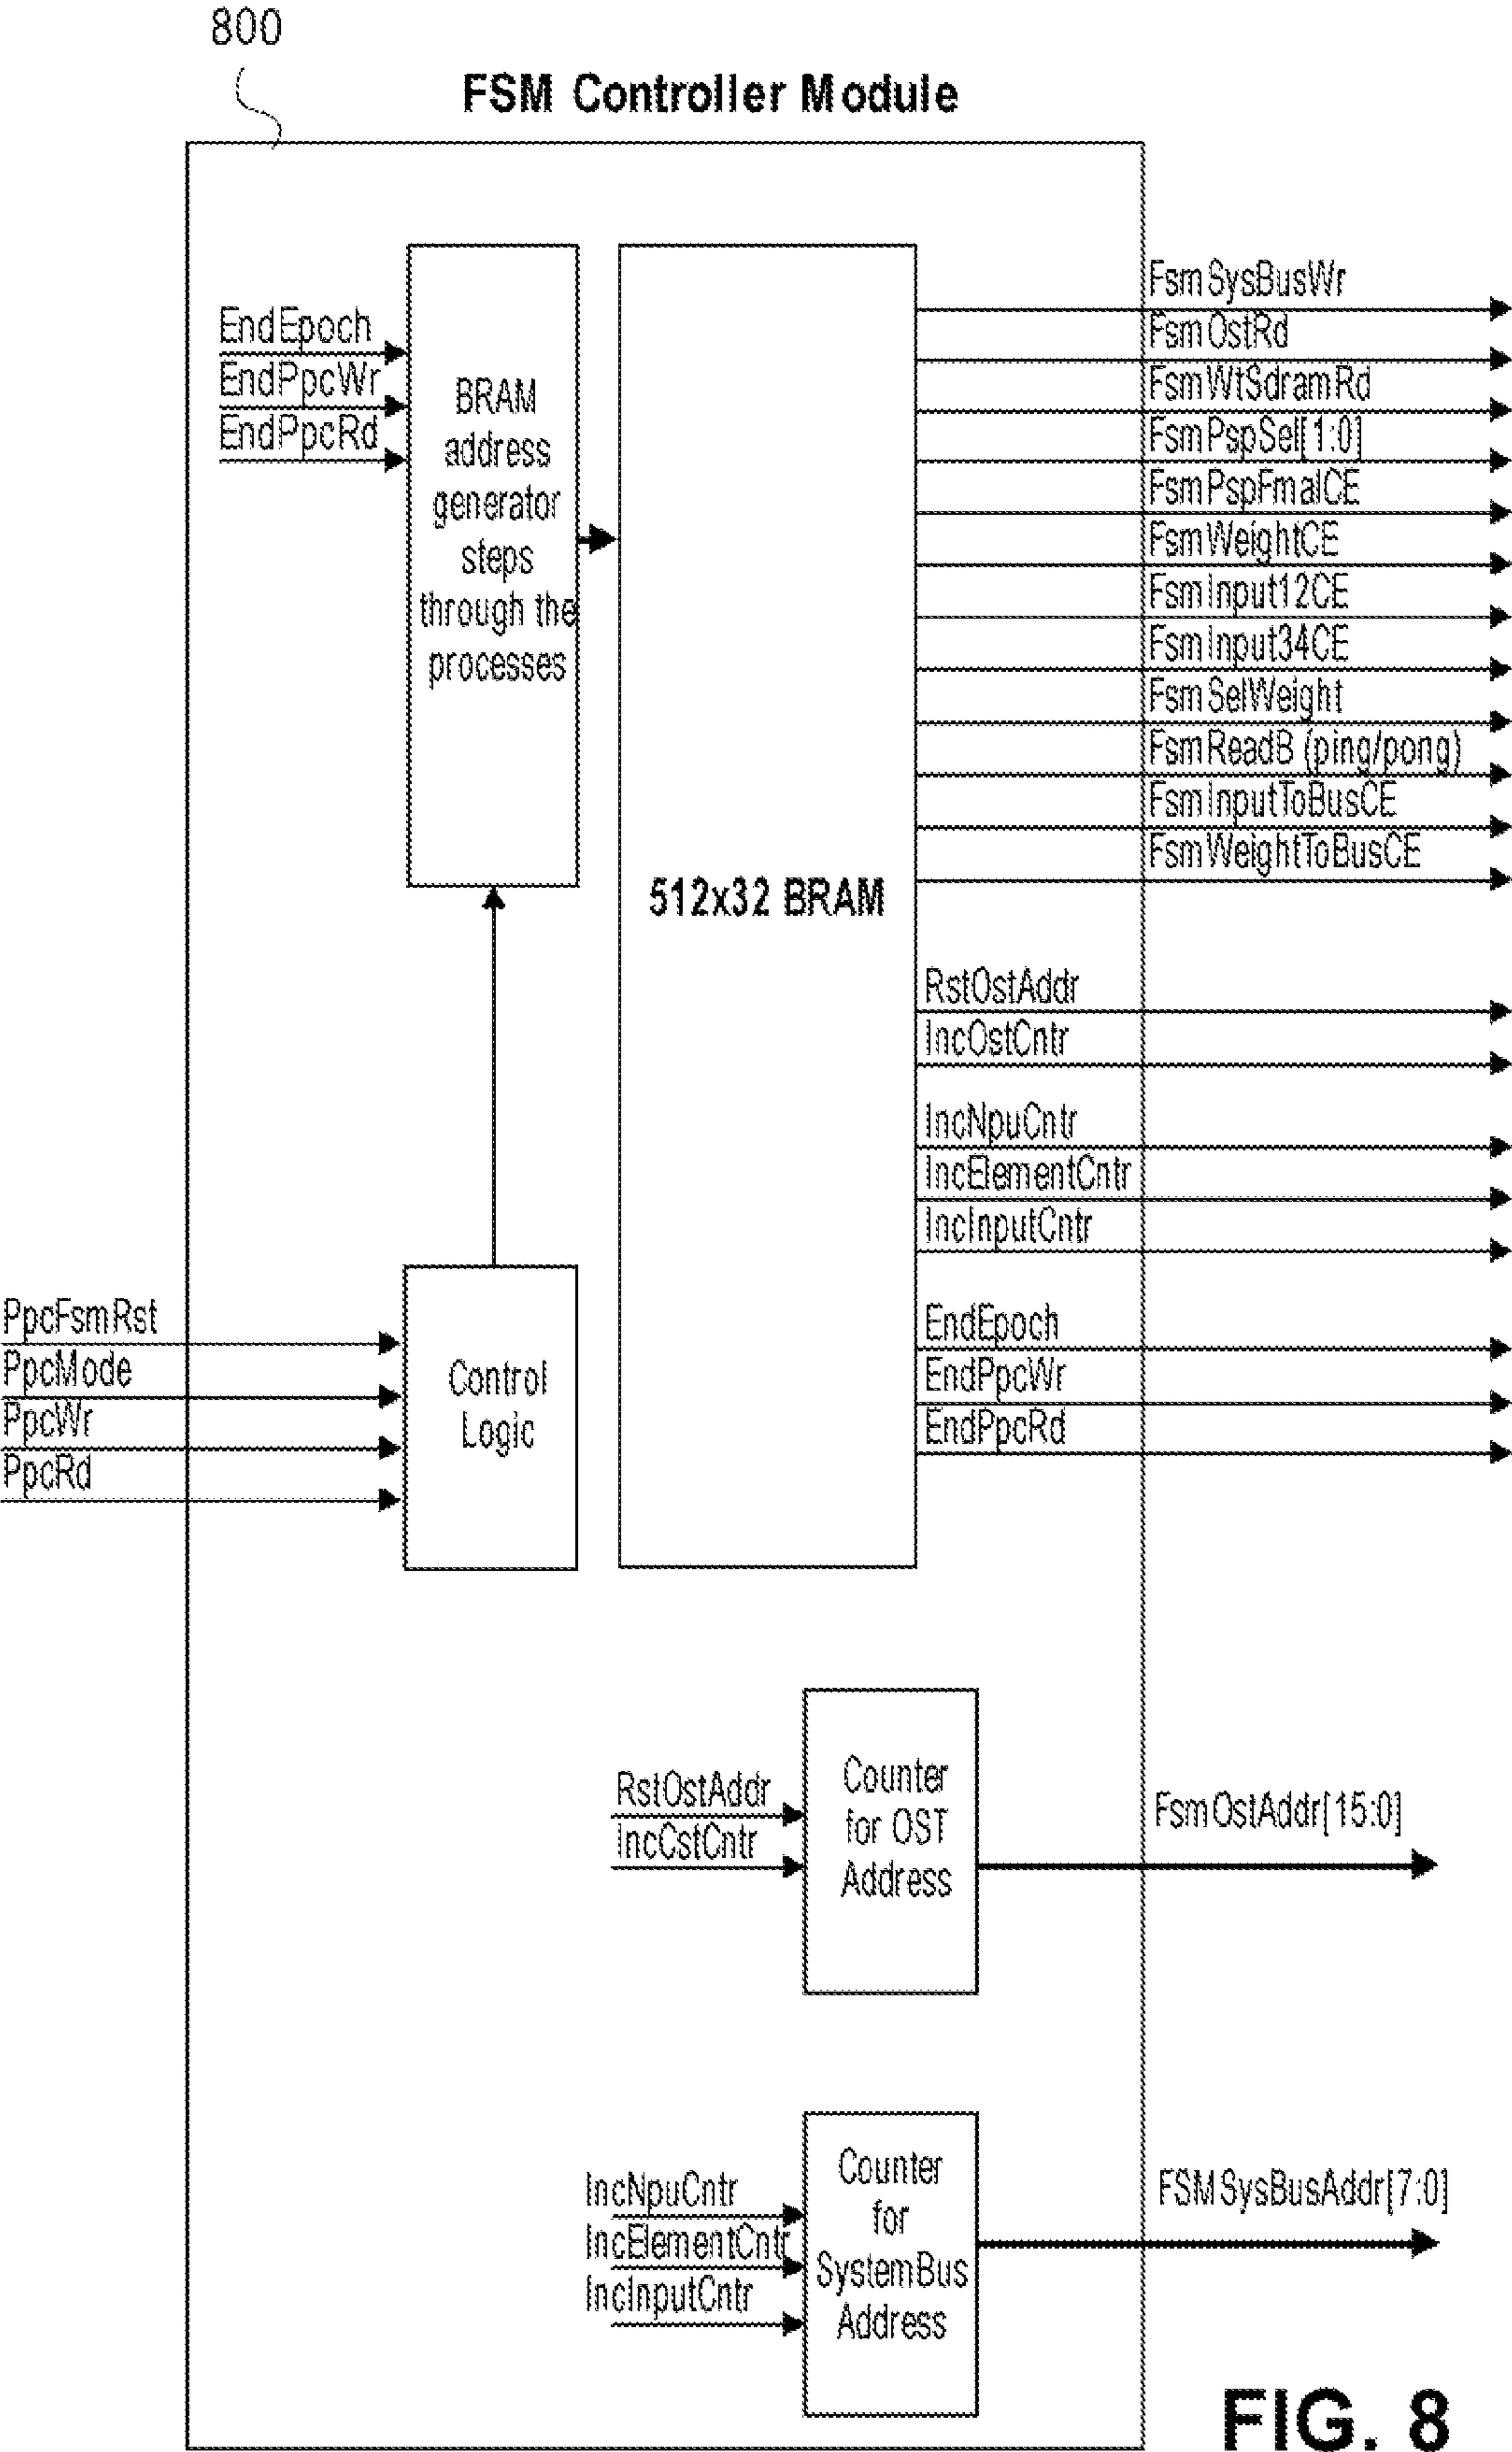 800
FSM Controller Module
EndEpoch
EndPpcWr
EndPpcRd
BRAM
address
generator
steps
through the
processes
512x32 BRAM
FsmSysBusWr
FsmOstRd
FsmWtSdramRd
FsmPspSel[1:0]
FsmPspFmalCE
FsmWeightCE
FsmInput12CE
FsmInput34CE
FsmSelWeight
FsmReadB (ping/pong)
FsmInputToBusCE
FsmWeightToBusCE
RstOstAddr
IncOstCntr
IncNpuCntr
IncElementCntr
IncInputCntr
EndEpoch
EndPpcWr
EndPpcRd
PpcFsmRst
PpcMode
PpcWr
PpcRd
Control
Logic
RstOstAddr
IncCstCntr
Counter
for OST
Address
FsmOstAddr[15:0]
IncNpuCntr
IncElementCntr
IncInputCntr
Counter
for
SystemBus
Address
FSMSysBusAddr[7:0]
FIG. 8